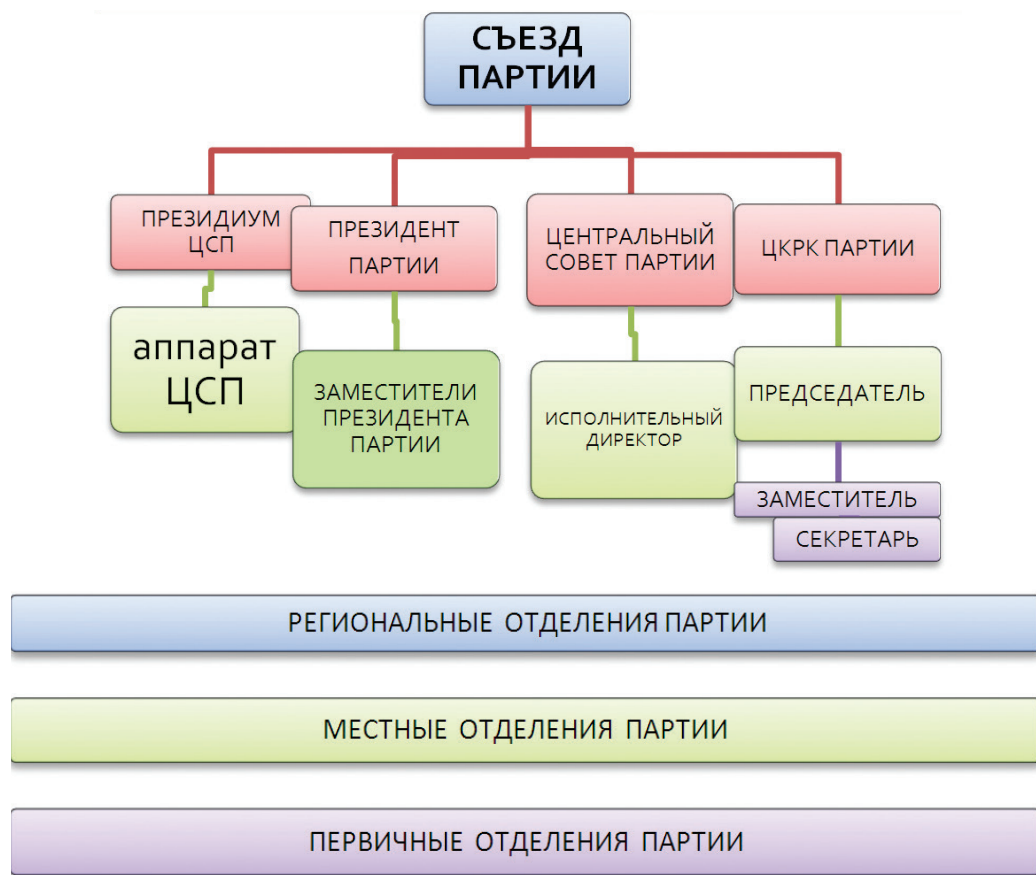 СЪЕЗД
ПАРТИИ
ПРЕЗИДИУМ
ЦСП
ПРЕЗИДЕНТ
ПАРТИИ
ЦЕНТРАЛЬНЫЙ
СОВЕТ ПАРТИИ
ЦКРК ПАРТИИ
аппарат
ЦСП
ЗАМЕСТИТЕЛИ
ПРЕЗИДЕНТА
ПАРТИИ
ИСПОЛНИТЕЛЬНЫЙ
ДИРЕКТОР
ПРЕДСЕДАТЕЛЬ
ЗАМЕСТИТЕЛЬ
СЕКРЕТАРЬ
РЕГИОНАЛЬНЫЕ ОТДЕЛЕНИЯ ПАРТИИ
МЕСТНЫЕ ОТДЕЛЕНИЯ ПАРТИИ
ПЕРВИЧНЫЕ ОТДЕЛЕНИЯ ПАРТИИ